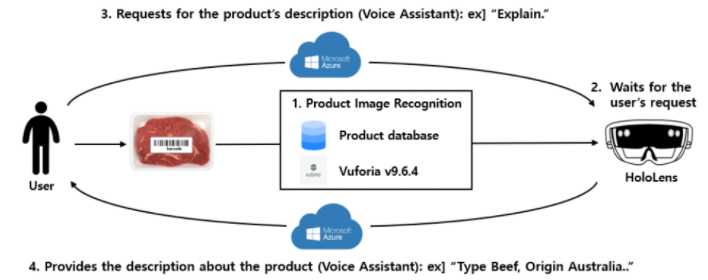 3. Requests for the product's description (Voice Assistant): ex] "Explain."
Microsoft
Azure
1. Product Image Recognition
Product database
Vuforia v9.6.4
vuforia
2. Waits for the
user's request
barcode
User
HoloLens
Microsoft
Azure
4. Provides the description about the product (Voice Assistant): ex] "Type Beef, Origin Australia.."